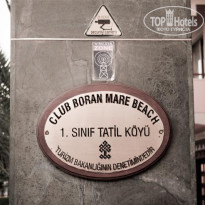 TOP HOTELS
CLUB BORAN MARE BEACH
1. SINIF TATİL KÖYÜ
TURİZM BAKANLIĞININ DENETİMİNDEDİR